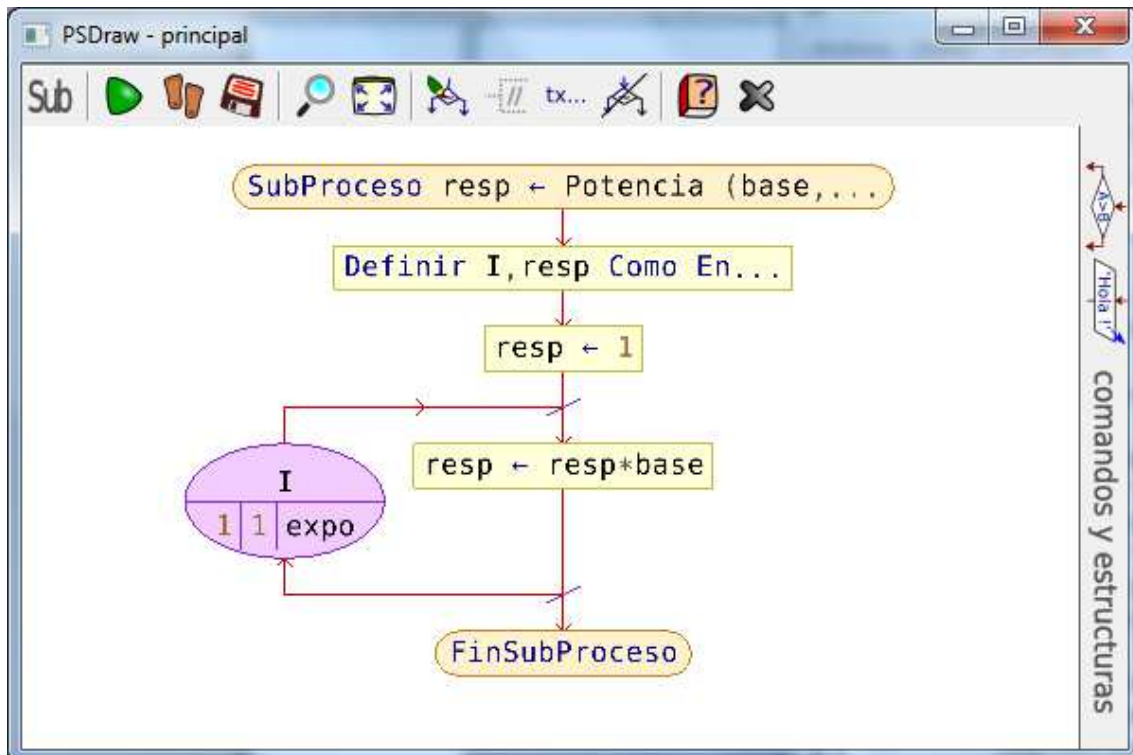 PSDraw - principal
Sub
tx...
SubProceso resp ← Potencia (base,...
Definir I,resp Como En...
resp ← 1
resp ← resp*base
I
1 1 expo
FinSubProceso
A>B
'Hola !'
comandos y estructuras